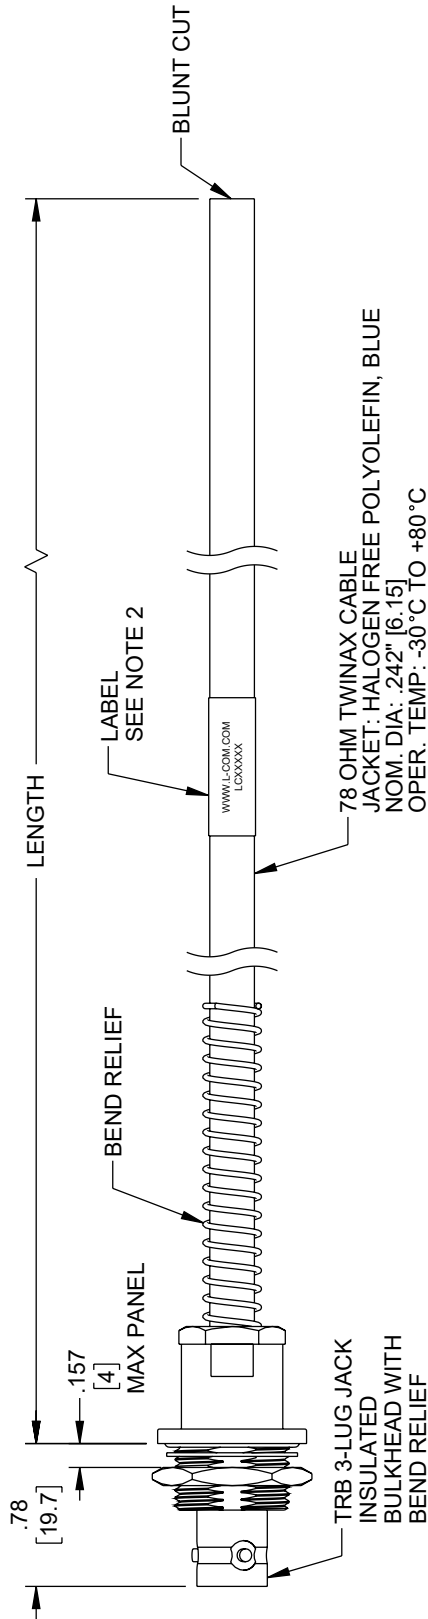 .78
[19.7]
.157
[4]
MAX PANEL
LENGTH
BEND RELIEF
LABEL
SEE NOTE 2
BLUNT CUT
WWW.L-COM.COM
LCXXXXX
TRB 3-LUG JACK
INSULATED
BULKHEAD WITH
BEND RELIEF
78 OHM TWINAX CABLE
JACKET: HALOGEN FREE POLYOLEFIN, BLUE
NOM. DIA: .242" [6.15]
OPER. TEMP: -30°C TO +80°C